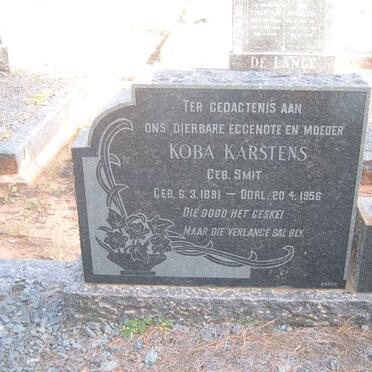 DE LANGE
TER GEDAGTENIS AAN
ONS DIERBARE EGGENOTE EN MOEDER
KOBA KARSTENS
GEB. SMIT
GEB. 6.3.1891 — OORL. 20.4.1956
DIE DOOD HET GESKEI
MAAR DIE VERLANGE SAL BLY.